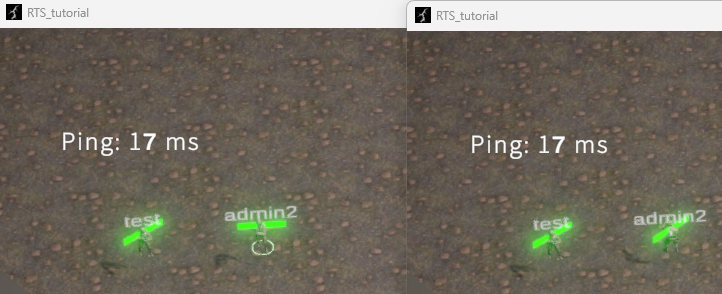 RTS_tutorial
Ping: 17 ms
test
admin2
RTS_tutorial
Ping: 17 ms
test
admin2